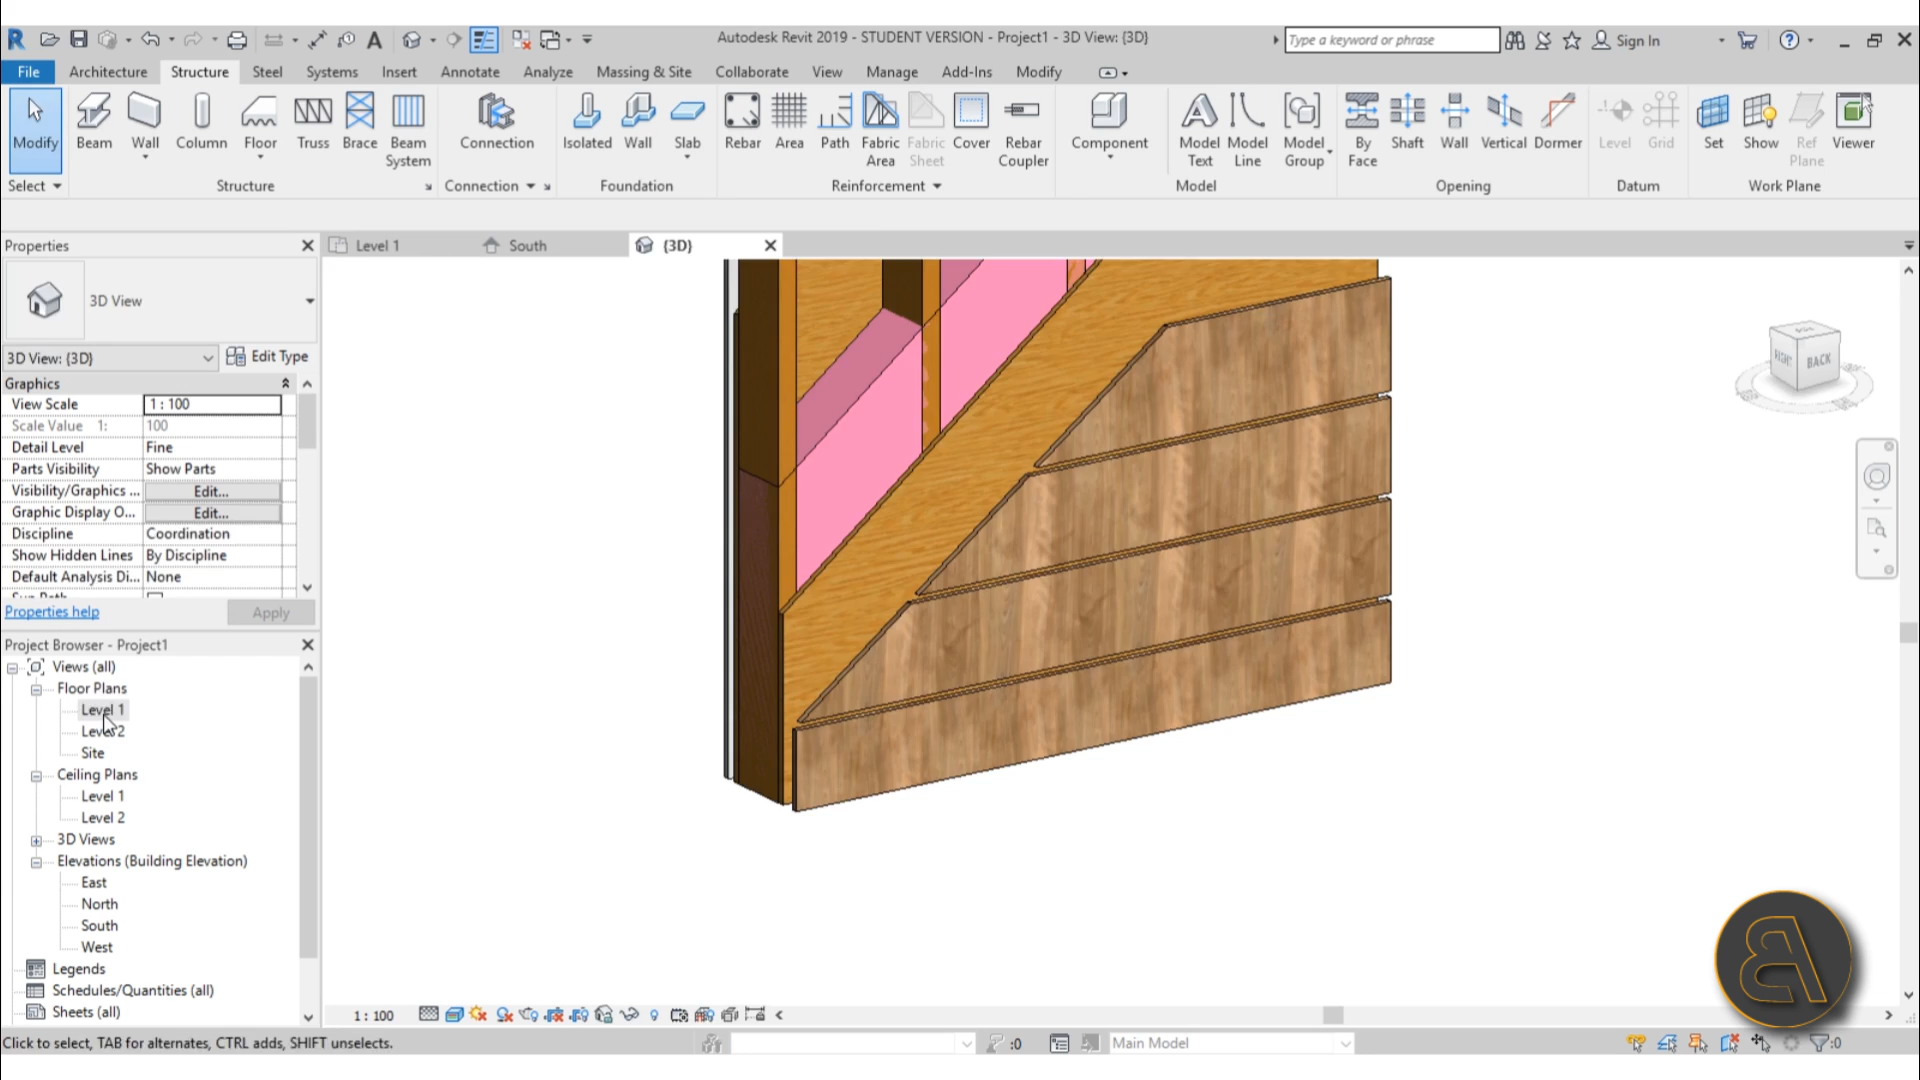 Autodesk Revit 2019 - STUDENT VERSION - Project1 - 3D View: {3D}
Type a keyword or phrase
Sign In
File Architecture Structure Steel Systems Insert Annotate Analyze Massing & Site Collaborate View Manage Add-Ins Modify
Modify Beam Wall Column Floor Truss Brace Beam System Connection Isolated Wall Slab Rebar Area Path Fabric Area Fabric Sheet Cover Rebar Coupler Component Model Text Model Line Model Group By Face Shaft Wall Vertical Dormer Level Grid Set Show Ref Plane Viewer
Select Structure Connection Foundation Reinforcement Model Opening Datum Work Plane
Properties
Level 1 South {3D}
3D View
3D View: {3D} Edit Type
Graphics
View Scale 1 : 100
Scale Value 1: 100
Detail Level Fine
Parts Visibility Show Parts
Visibility/Graphics ... Edit...
Graphic Display O... Edit...
Discipline Coordination
Show Hidden Lines By Discipline
Default Analysis Di... None
Properties help Apply
Project Browser - Project1
Views (all)
Floor Plans
Level 1
Level 2
Site
Ceiling Plans
Level 1
Level 2
3D Views
Elevations (Building Elevation)
East
North
South
West
Legends
Schedules/Quantities (all)
Sheets (all)
BACK
1 : 100
Click to select, TAB for alternates, CTRL adds, SHIFT unselects.
:0
Main Model
:0